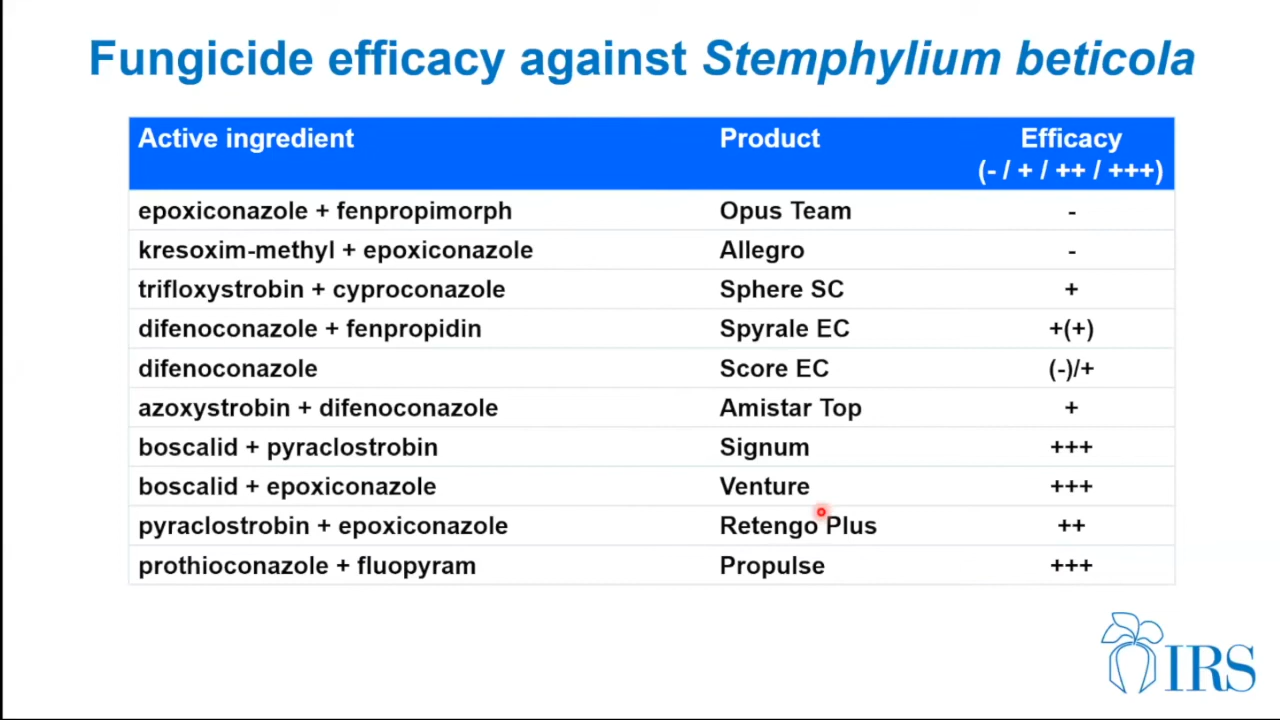 Fungicide efficacy against Stemphylium beticola
Active ingredient Product Efficacy
(- / + / ++ / +++)
epoxiconazole + fenpropimorph Opus Team -
kresoxim-methyl + epoxiconazole Allegro -
trifloxystrobin + cyproconazole Sphere SC +
difenoconazole + fenpropidin Spyrale EC +(+)
difenoconazole Score EC (-)/+
azoxystrobin + difenoconazole Amistar Top +
boscalid + pyraclostrobin Signum +++
boscalid + epoxiconazole Venture +++
pyraclostrobin + epoxiconazole Retengo Plus ++
prothioconazole + fluopyram Propulse +++
IRS